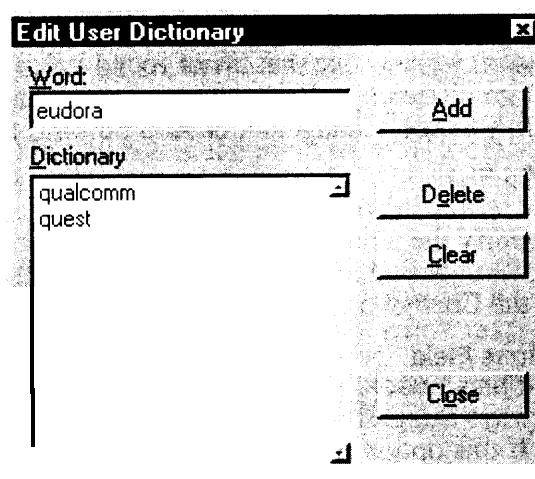 Edit User Dictionary
Word:
eudora
Add
Dictionary
qualcomm
quest
Delete
Clear
Close